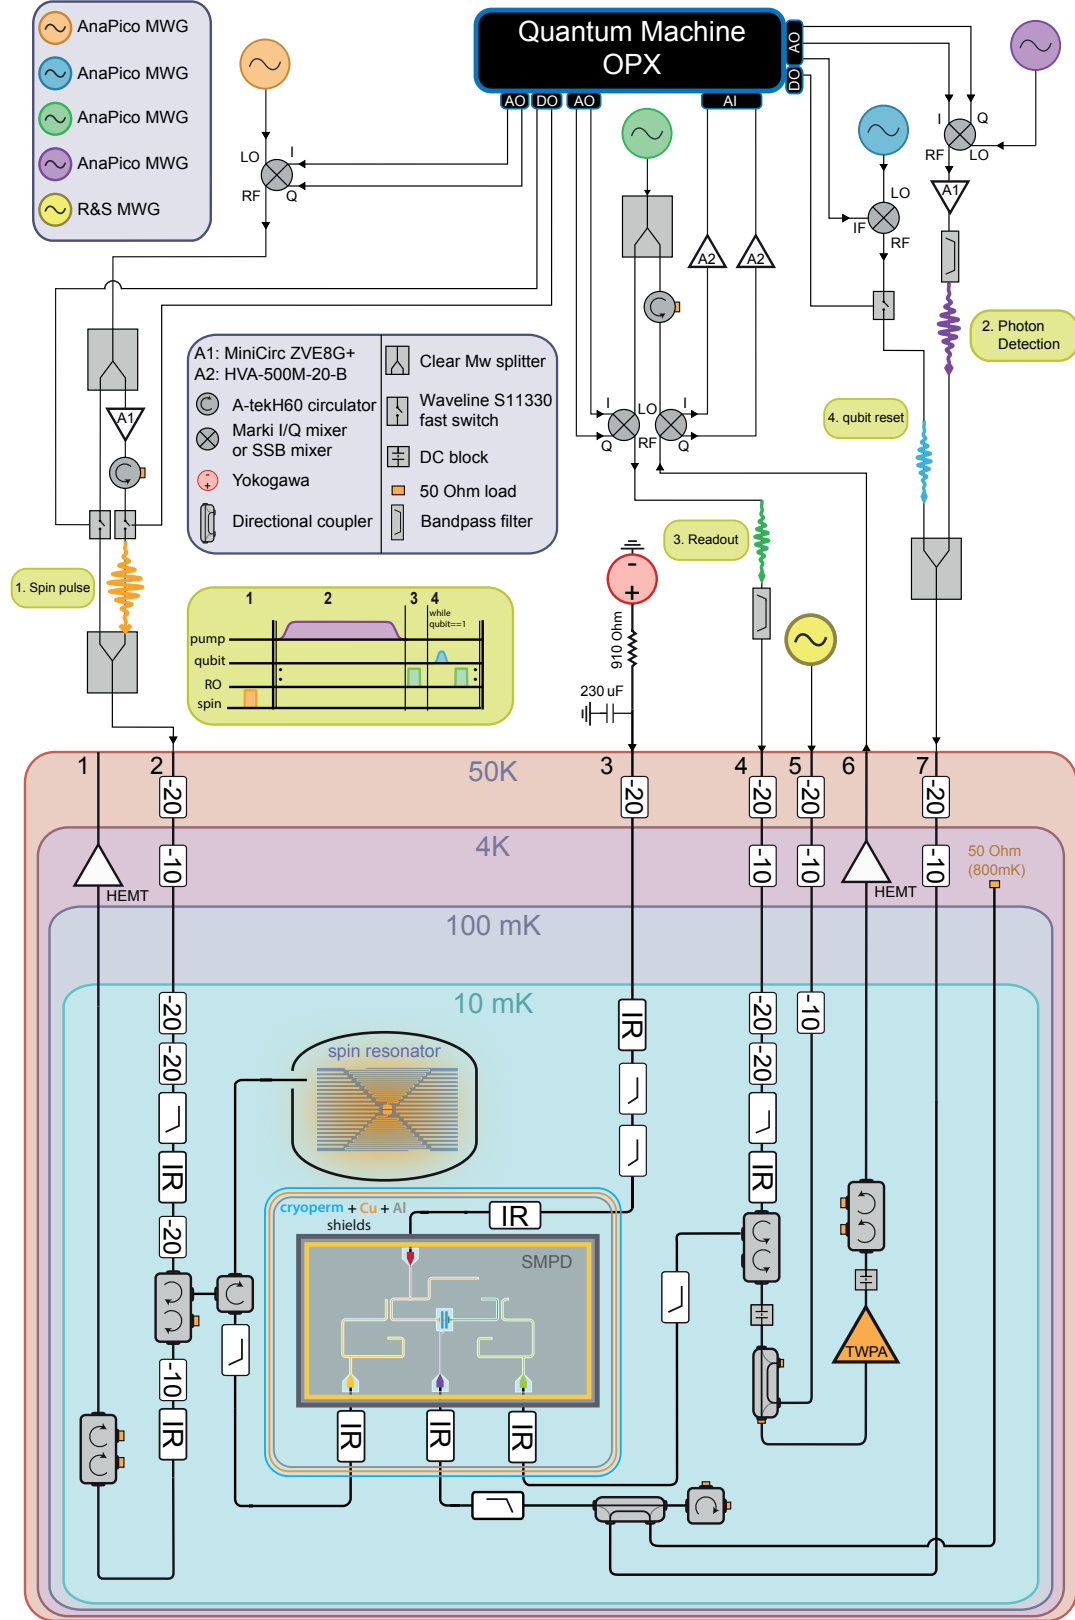 AnaPico MWG
AnaPico MWG
AnaPico MWG
AnaPico MWG
R&S MWG
Quantum Machine
OPX
AO
DO
AO
AI
AO
DO
LO
I
RF
Q
I
Q
RF
LO
LO
IF
RF
A1
A2
A2
2. Photon
Detection
A1: MiniCirc ZVE8G+
A2: HVA-500M-20-B
A-tekH60 circulator
Marki I/Q mixer
or SSB mixer
Yokogawa
Directional coupler
Clear Mw splitter
Waveline S11330
fast switch
DC block
50 Ohm load
Bandpass filter
A1
I
LO
I
Q
RF
Q
4. qubit reset
3. Readout
1. Spin pulse
1
2
3
4
while
qubit==1
pump
qubit
RO
spin
-
+
910 Ohm
230 uF
1
2
50K
3
4
5
6
7
-20
-20
-20
-20
-20
4K
HEMT
-10
-10
-10
HEMT
-10
50 Ohm
(800mK)
100 mK
10 mK
-20
-20
IR
-20
-10
IR
spin resonator
IR
-20
-20
IR
-10
cryoperm + Cu + Al
shields
IR
SMPD
TWPA
IR
IR
IR